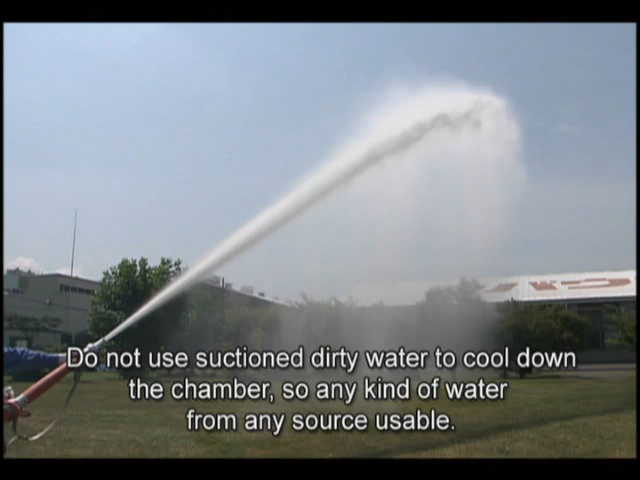 Do not use suctioned dirty water to cool down
the chamber, so any kind of water
from any source usable.